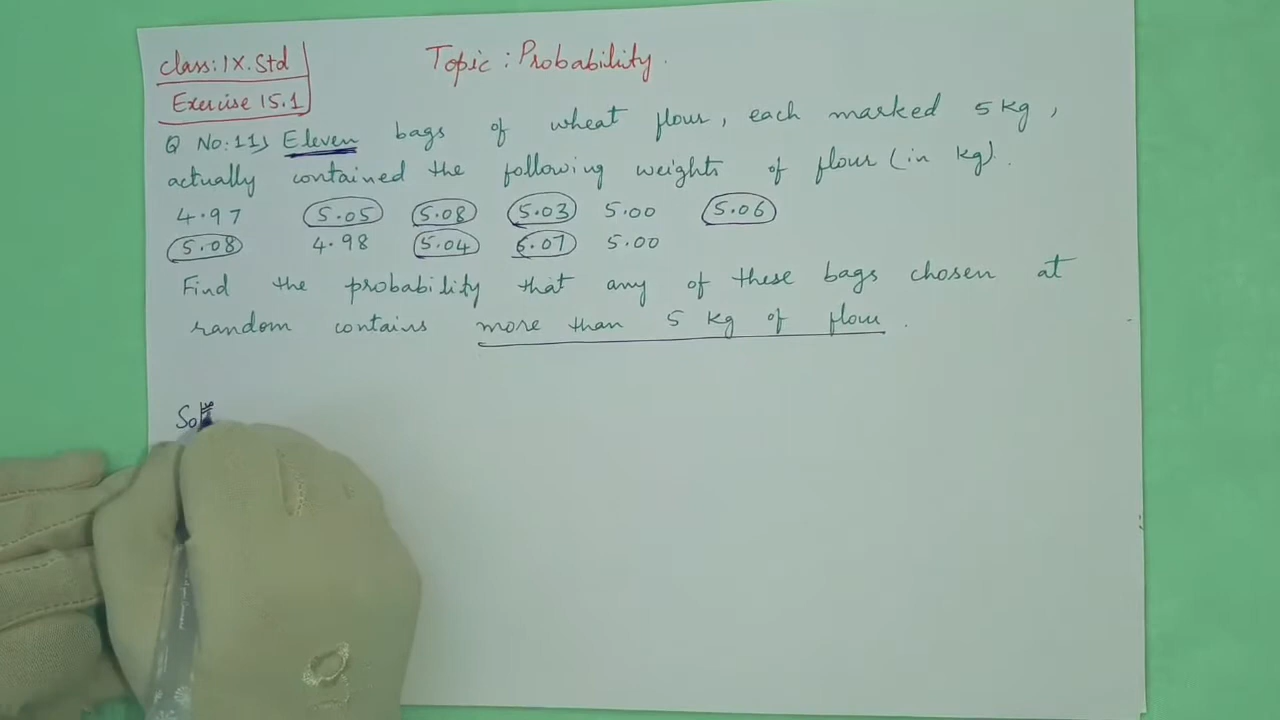 class: IX.Std
Topic: Probability.
Exercise 15.1
Q No: 11) Eleven bags of wheat flour, each marked 5 kg,
actually contained the following weights of flour (in kg).
4.97 5.05 5.08 5.03 5.00 5.06
5.08 4.98 5.04 5.07 5.00
Find the probability that any of these bags chosen at
random contains more than 5 kg of flour.